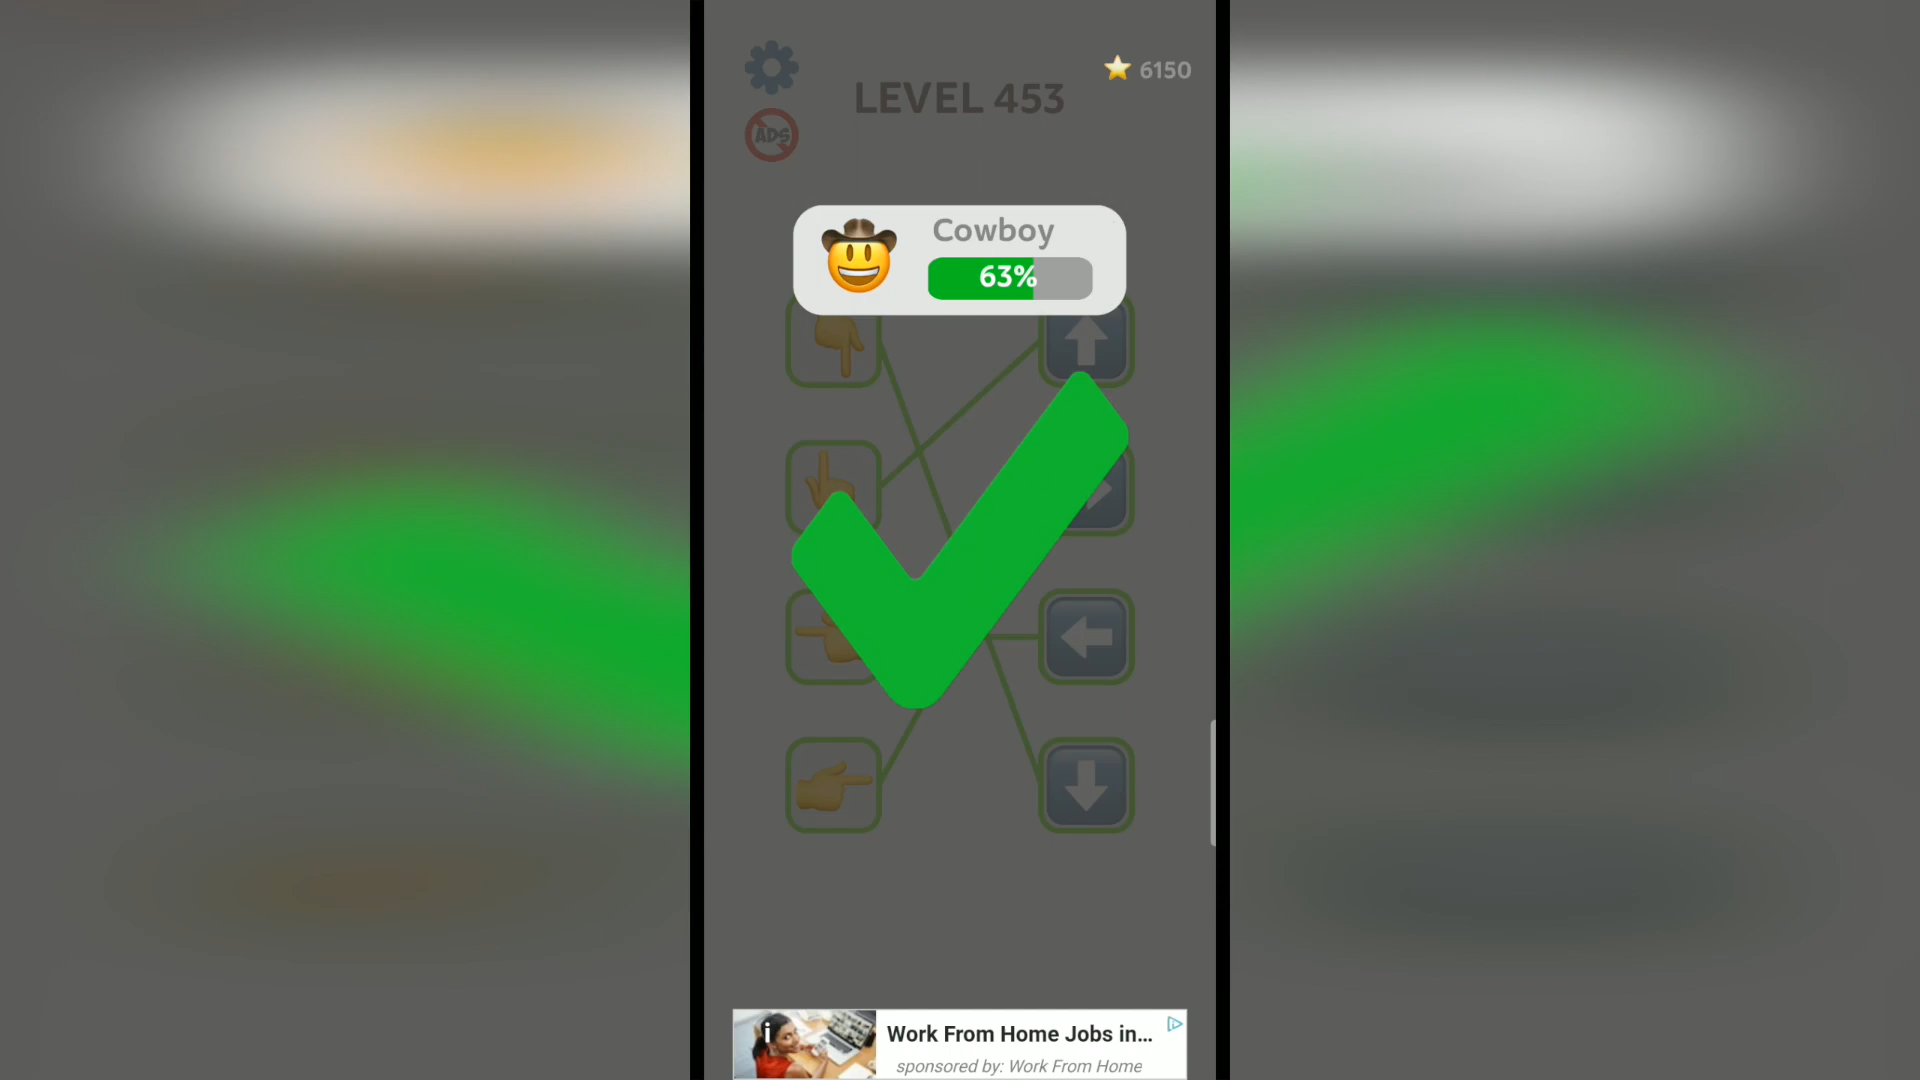 6150
LEVEL 453
ADS
Cowboy
63%
i
Work From Home Jobs in...
sponsored by: Work From Home